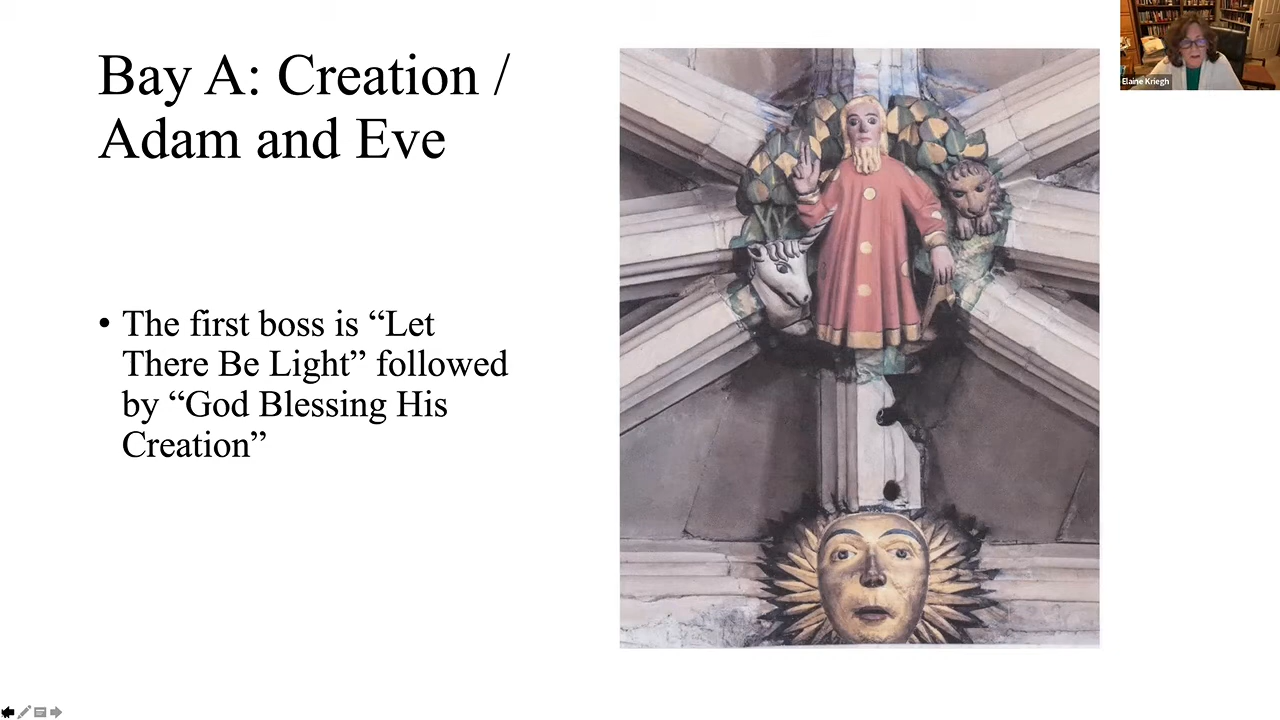 Bay A: Creation /
Adam and Eve
• The first boss is “Let
There Be Light” followed
by “God Blessing His
Creation”
Elaine Kriegh